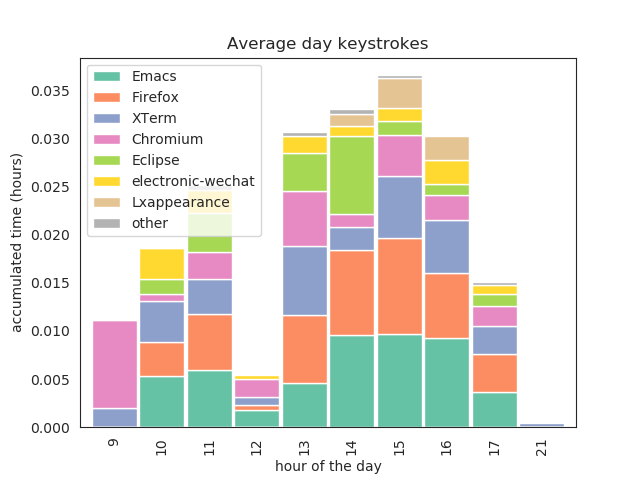 Average day keystrokes
accumulated time (hours)
0.035
0.030
0.025
0.020
0.015
0.010
0.005
0.000
Emacs
Firefox
XTerm
Chromium
Eclipse
electronic-wechat
Lxappearance
other
9
10
11
12
13
14
15
16
17
21
hour of the day